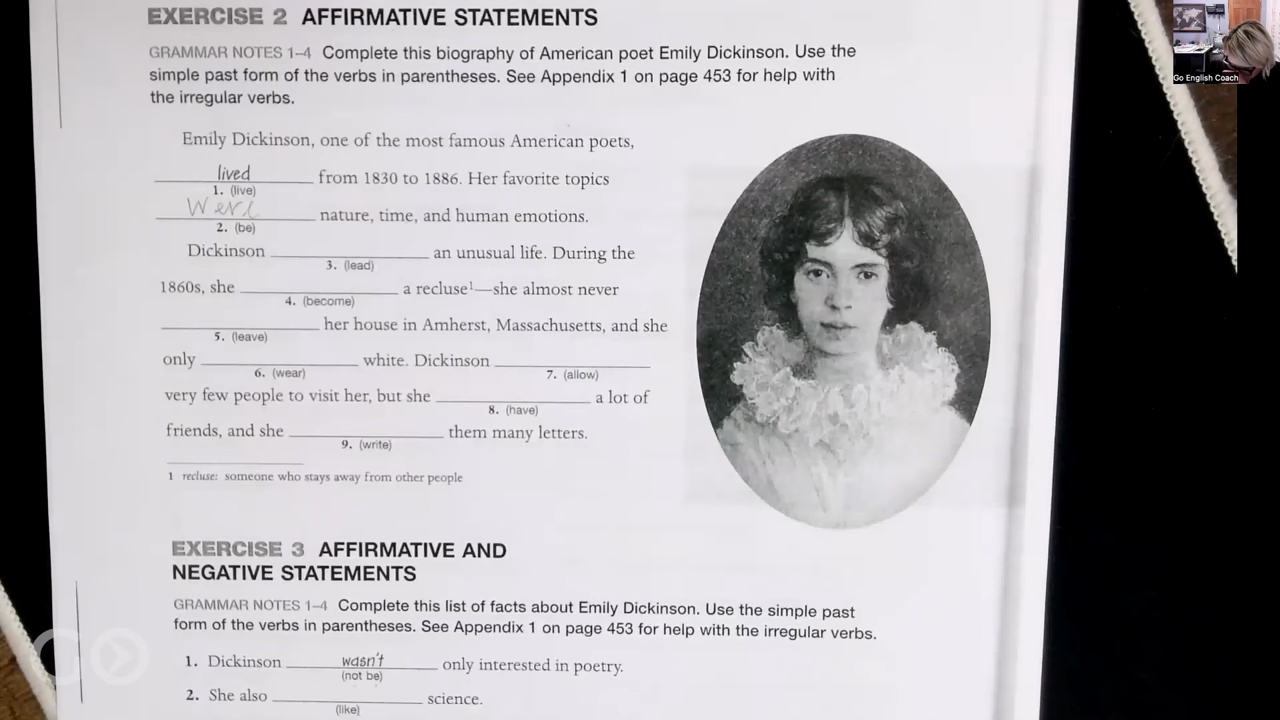 EXERCISE 2 AFFIRMATIVE STATEMENTS
GRAMMAR NOTES 1–4 Complete this biography of American poet Emily Dickinson. Use the
simple past form of the verbs in parentheses. See Appendix 1 on page 453 for help with
the irregular verbs.
Emily Dickinson, one of the most famous American poets,
lived from 1830 to 1886. Her favorite topics
1. (live)
were nature, time, and human emotions.
2. (be)
Dickinson ________ an unusual life. During the
3. (lead)
1860s, she ________ a recluse¹—she almost never
4. (become)
________ her house in Amherst, Massachusetts, and she
5. (leave)
only ________ white. Dickinson ________
6. (wear) 7. (allow)
very few people to visit her, but she ________ a lot of
8. (have)
friends, and she ________ them many letters.
9. (write)
1 recluse: someone who stays away from other people
EXERCISE 3 AFFIRMATIVE AND
NEGATIVE STATEMENTS
GRAMMAR NOTES 1–4 Complete this list of facts about Emily Dickinson. Use the simple past
form of the verbs in parentheses. See Appendix 1 on page 453 for help with the irregular verbs.
1. Dickinson wasn't only interested in poetry.
(not be)
2. She also ________ science.
(like)
Go English Coach
GO